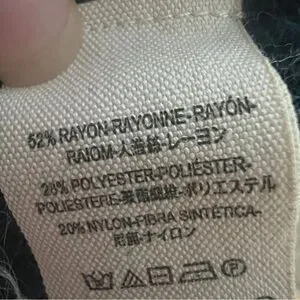 52% RAYON-RAYONNE-RAYÓN-
RAIOM-人造絲-レーヨン
28% POLYESTER-POLIÉSTER-
POLIESTERE-聚酯纖維-ポリエステル
20% NYLON-FIBRA SINTÉTICA-
尼龍-ナイロン